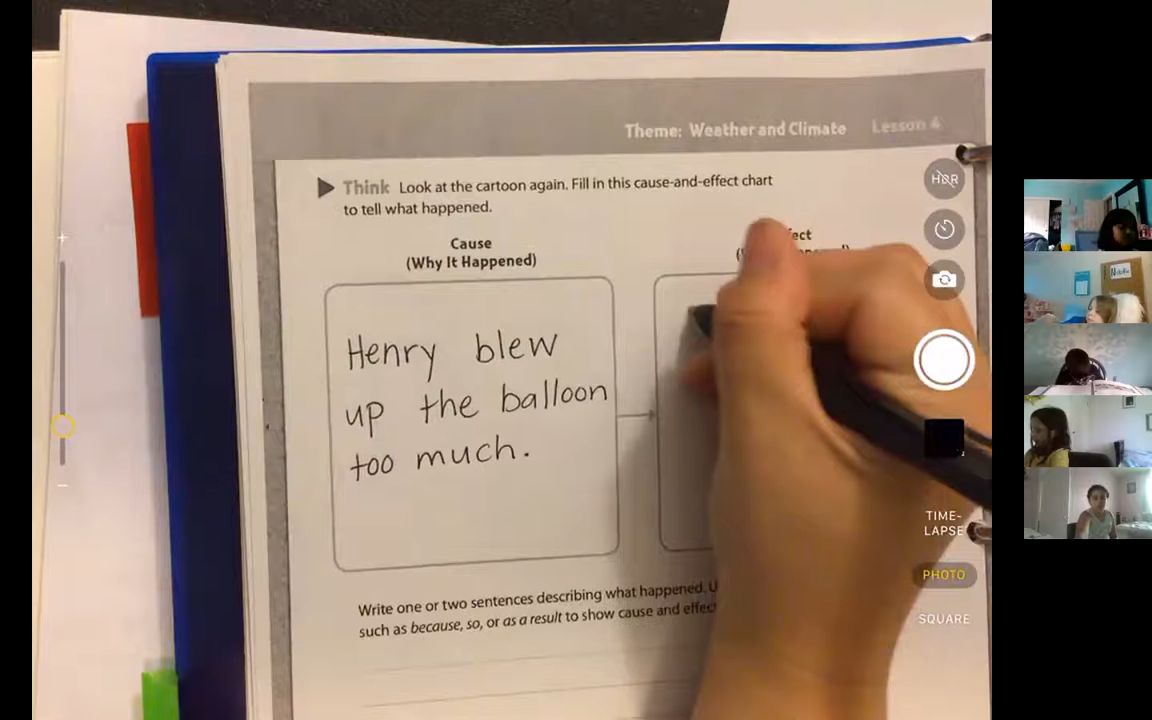 Theme: Weather and Climate Lesson 4
Think Look at the cartoon again. Fill in this cause-and-effect chart
to tell what happened.
Cause
(Why It Happened)
Henry blew
up the balloon
too much.
Write one or two sentences describing what happened.
such as because, so, or as a result to show cause and effect
HDR
TIME-
LAPSE
PHOTO
SQUARE